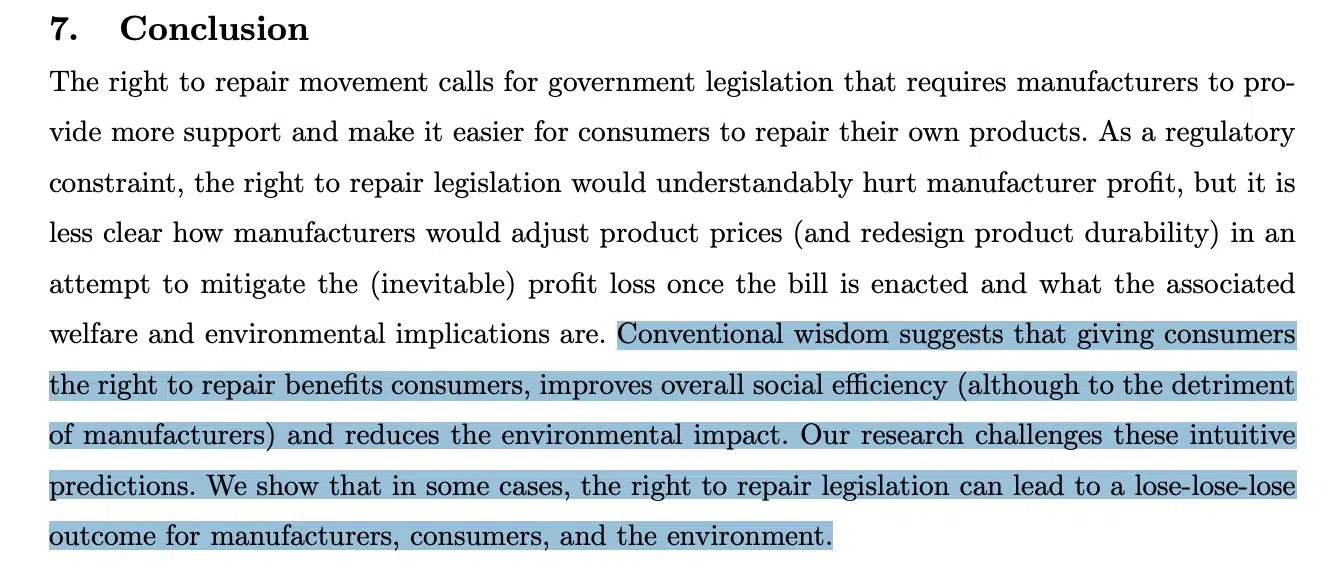 7. Conclusion
The right to repair movement calls for government legislation that requires manufacturers to pro-
vide more support and make it easier for consumers to repair their own products. As a regulatory
constraint, the right to repair legislation would understandably hurt manufacturer profit, but it is
less clear how manufacturers would adjust product prices (and redesign product durability) in an
attempt to mitigate the (inevitable) profit loss once the bill is enacted and what the associated
welfare and environmental implications are. Conventional wisdom suggests that giving consumers
the right to repair benefits consumers, improves overall social efficiency (although to the detriment
of manufacturers) and reduces the environmental impact. Our research challenges these intuitive
predictions. We show that in some cases, the right to repair legislation can lead to a lose-lose-lose
outcome for manufacturers, consumers, and the environment.